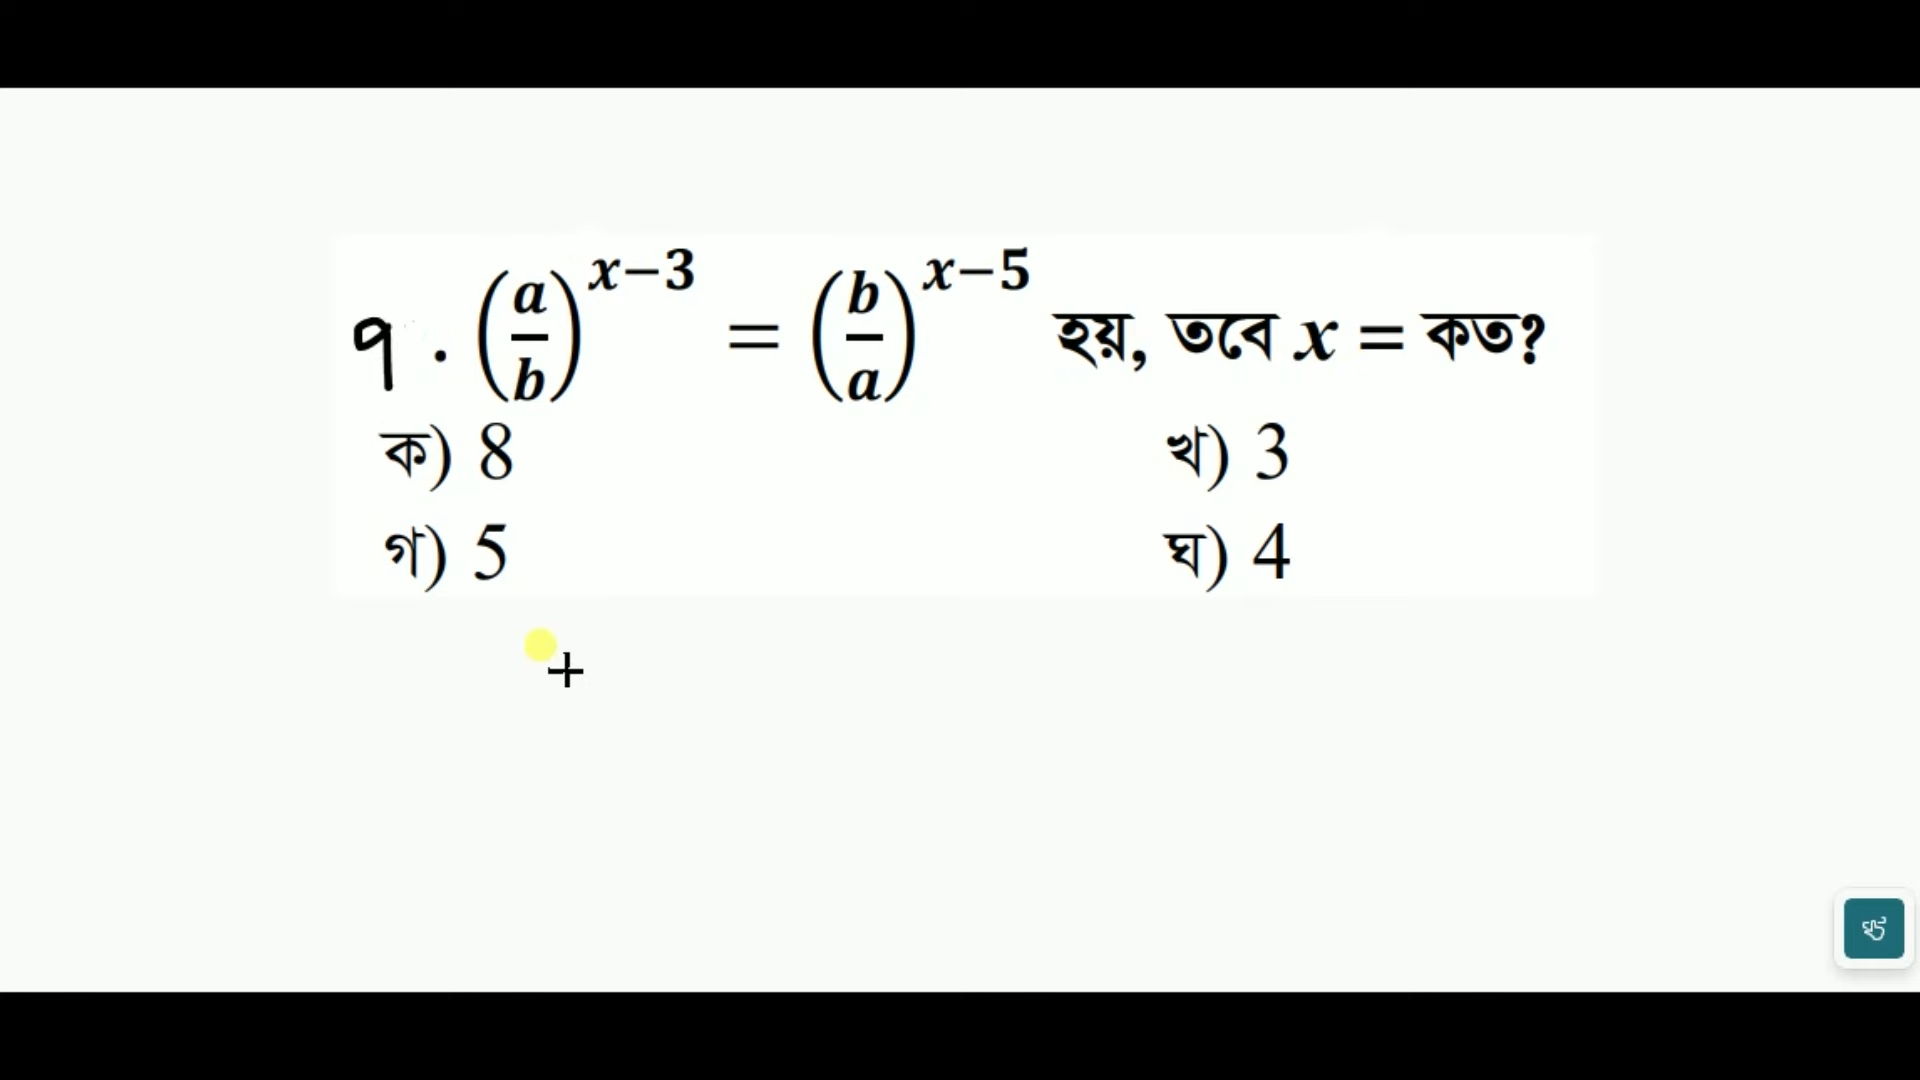 ৭. (a/b)^(x−3) = (b/a)^(x−5) হয়, তবে x = কত?
ক) 8 খ) 3
গ) 5 ঘ) 4